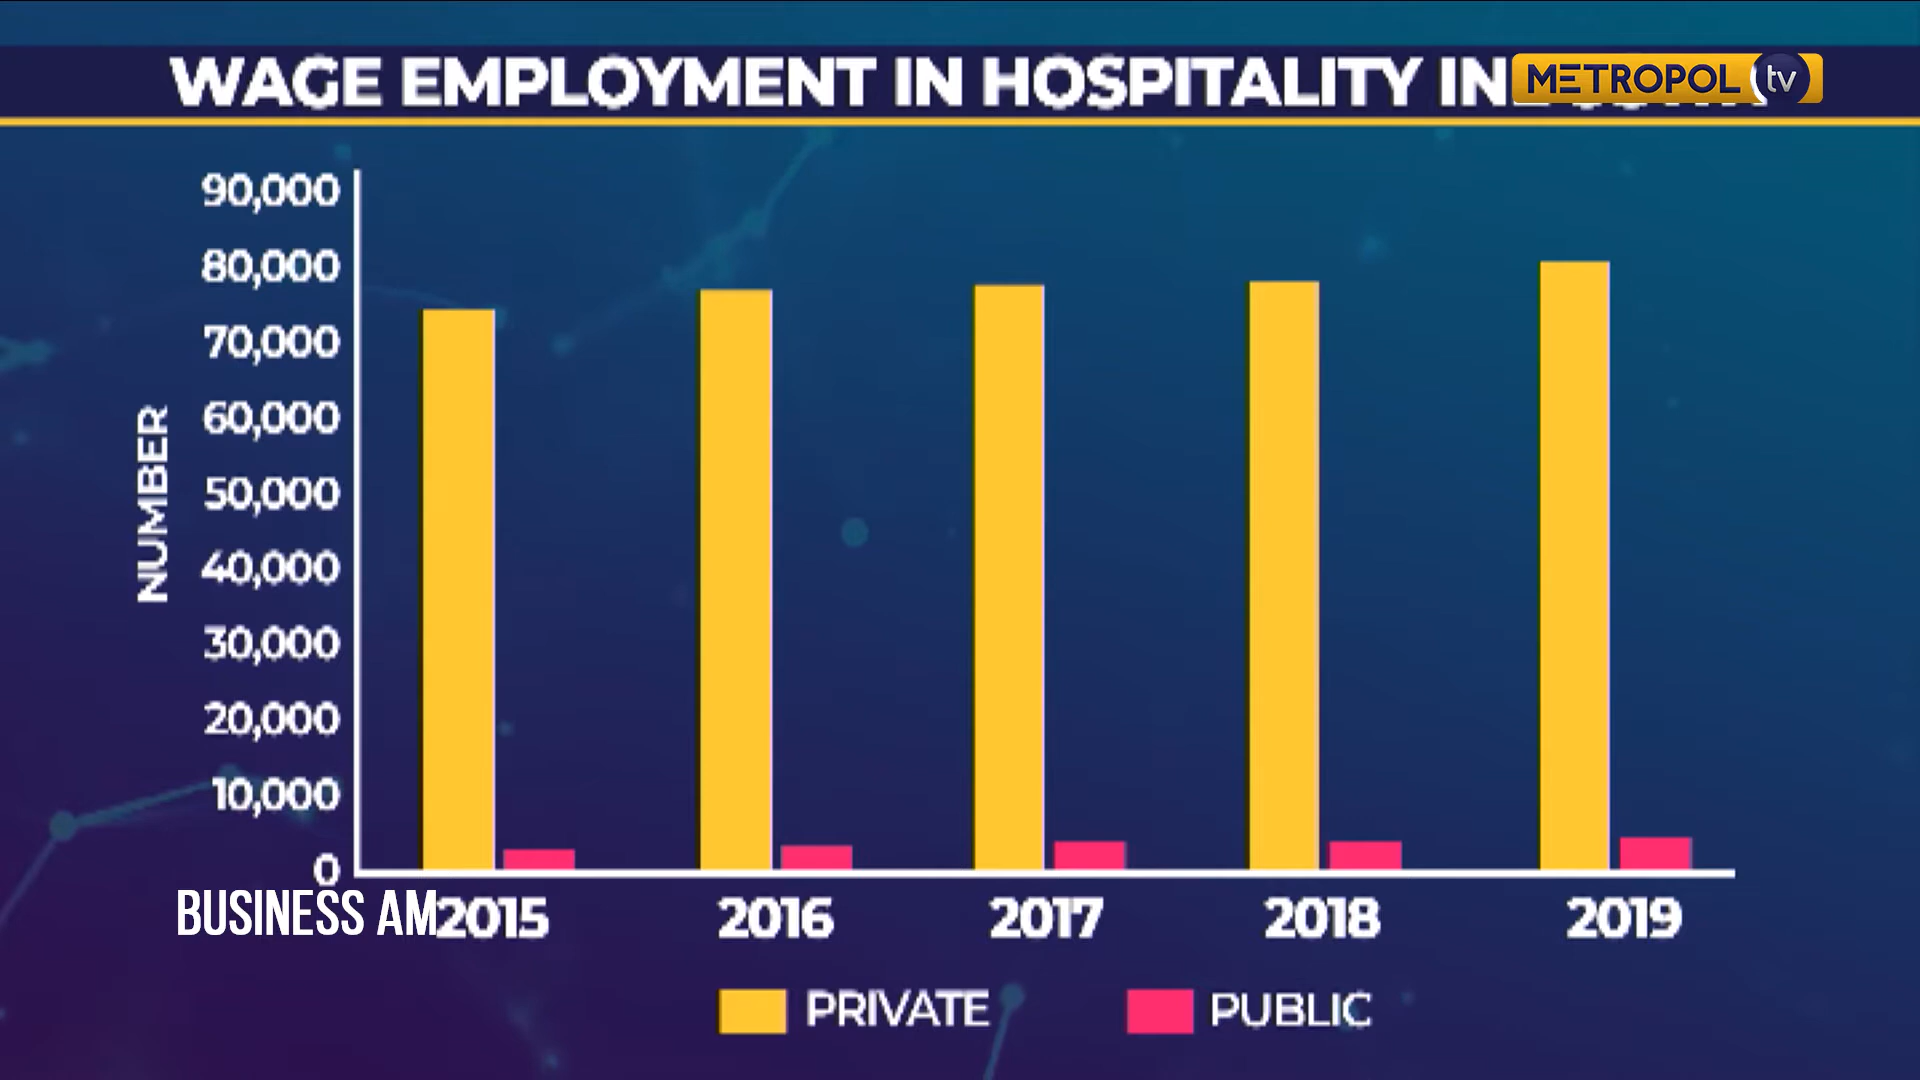 WAGE EMPLOYMENT IN HOSPITALITY
METROPOL tv
90,000
80,000
70,000
60,000
50,000
40,000
30,000
20,000
10,000
0
NUMBER
BUSINESS AM
2015 2016 2017 2018 2019
PRIVATE PUBLIC